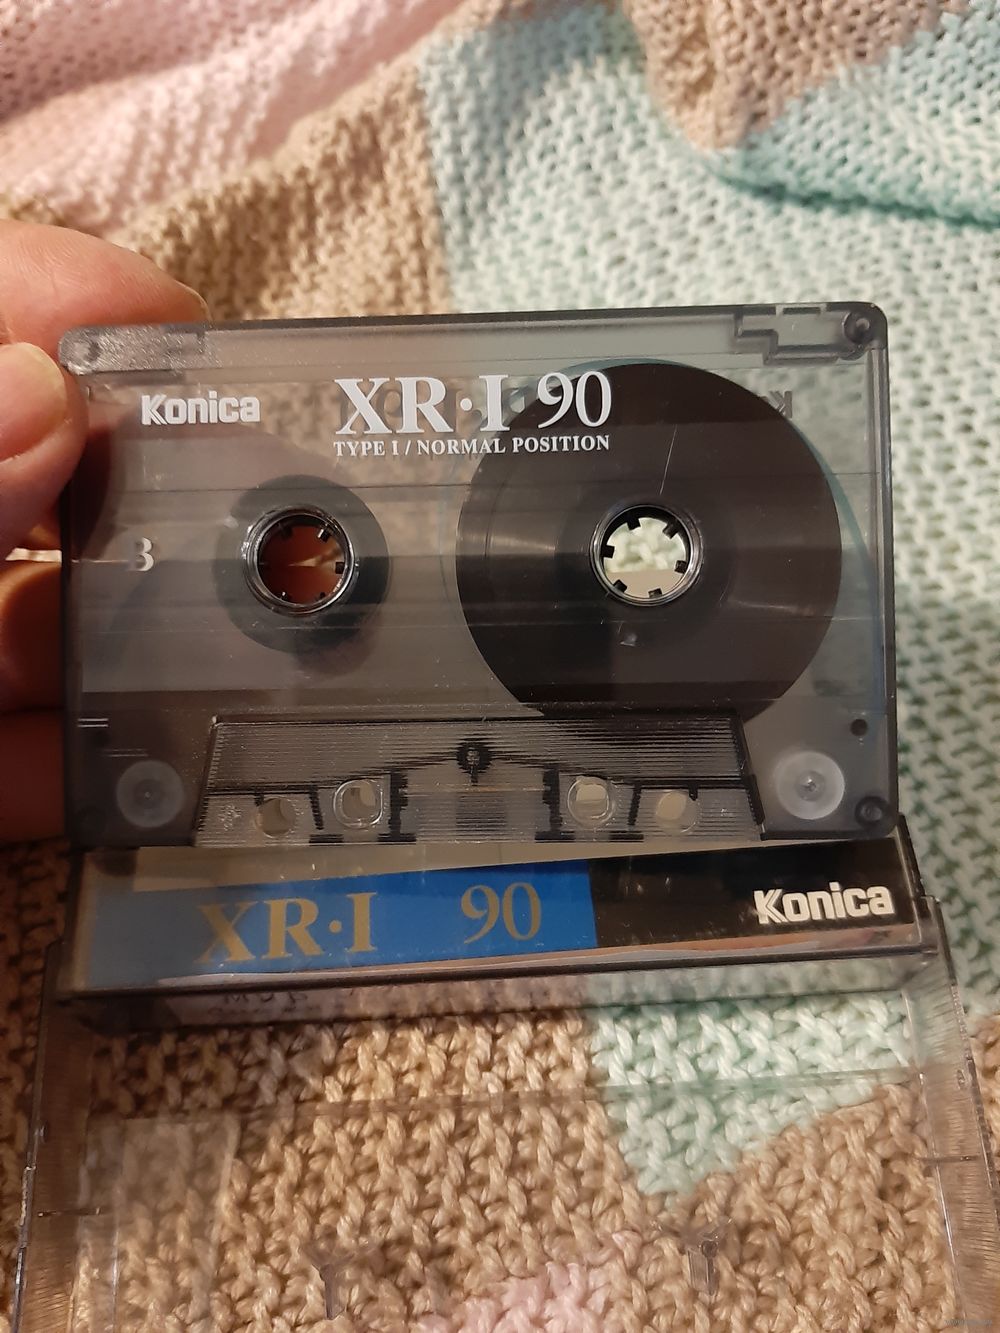 Konica
XR·I 90
TYPE I / NORMAL POSITION
B
XR·I 90
Konica